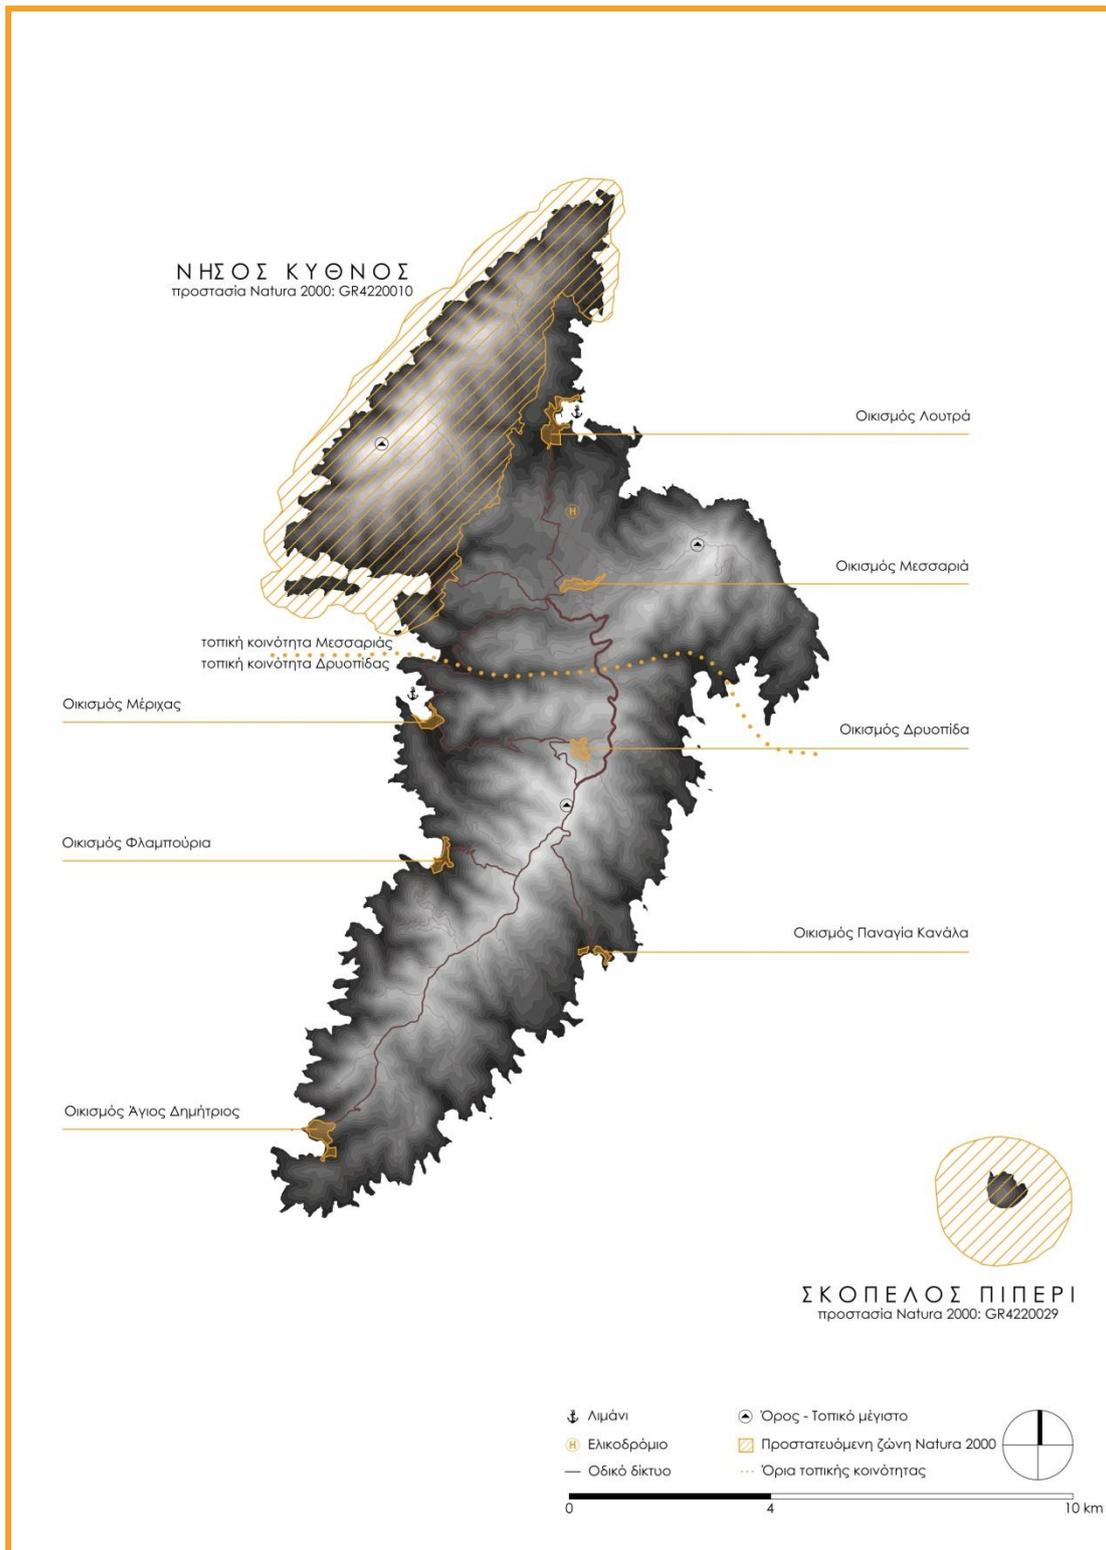 ΝΗΣΟΣ ΚΥΘΝΟΣ
προστασία Natura 2000: GR4220010
Οικισμός Λουτρά
Οικισμός Μεσσαριά
τοπική κοινότητα Μεσσαριάς
τοπική κοινότητα Δρυοπίδας
Οικισμός Μέριχας
Οικισμός Δρυοπίδα
Οικισμός Φλαμπούρια
Οικισμός Παναγία Κανάλα
Οικισμός Άγιος Δημήτριος
ΣΚΟΠΕΛΟΣ ΠΙΠΕΡΙ
προστασία Natura 2000: GR4220029
Λιμάνι
Όρος - Τοπικό μέγιστο
H Ελικοδρόμιο
Προστατευόμενη ζώνη Natura 2000
Οδικό δίκτυο
Όρια τοπικής κοινότητας
0 4 10 km